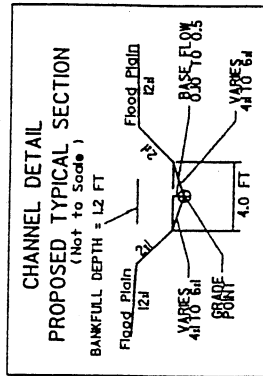 CHANNEL DETAIL
PROPOSED TYPICAL SECTION
( Not to Scale )
BANKFULL DEPTH = 1.2 FT
Flood Plain
12:1
Flood Plain
12:1
2:1
2:1
VARIES
4:1 TO 6:1
GRADE
POINT
BASE FLOW
0.10 TO 0.5
VARIES
4:1 TO 6:1
4.0 FT